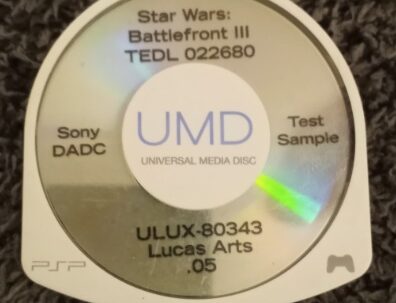 Star Wars:
Battlefront III
TEDL 022680
Sony
DADC
UMD
UNIVERSAL MEDIA DISC
Test
Sample
ULUX-80343
Lucas Arts
.05
PSP